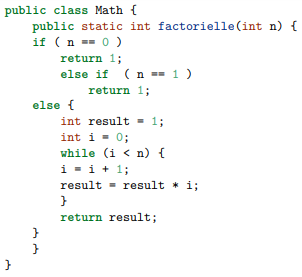 public class Math {
    public static int factorielle(int n) {
    if ( n == 0 )
        return 1;
        else if  ( n == 1 )
            return 1;
    else {
        int result = 1;
        int i = 0;
        while (i < n) {
        i = i + 1;
        result = result * i;
        }
        return result;
    }
    }
}